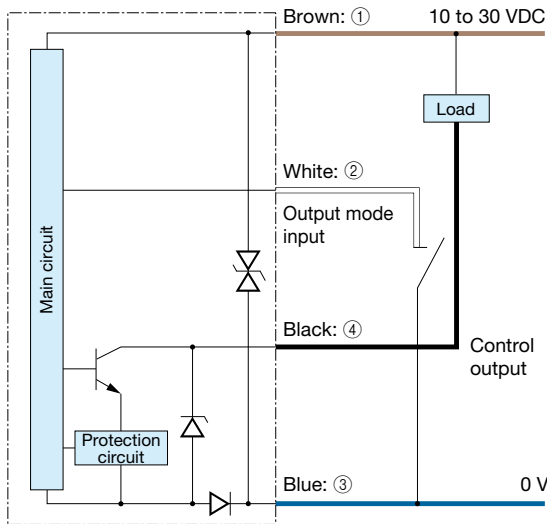 Brown: ① 10 to 30 VDC
Load
White: ②
Output mode
input
Main circuit
Black: ④
Control
output
Protection
circuit
Blue: ③ 0 V